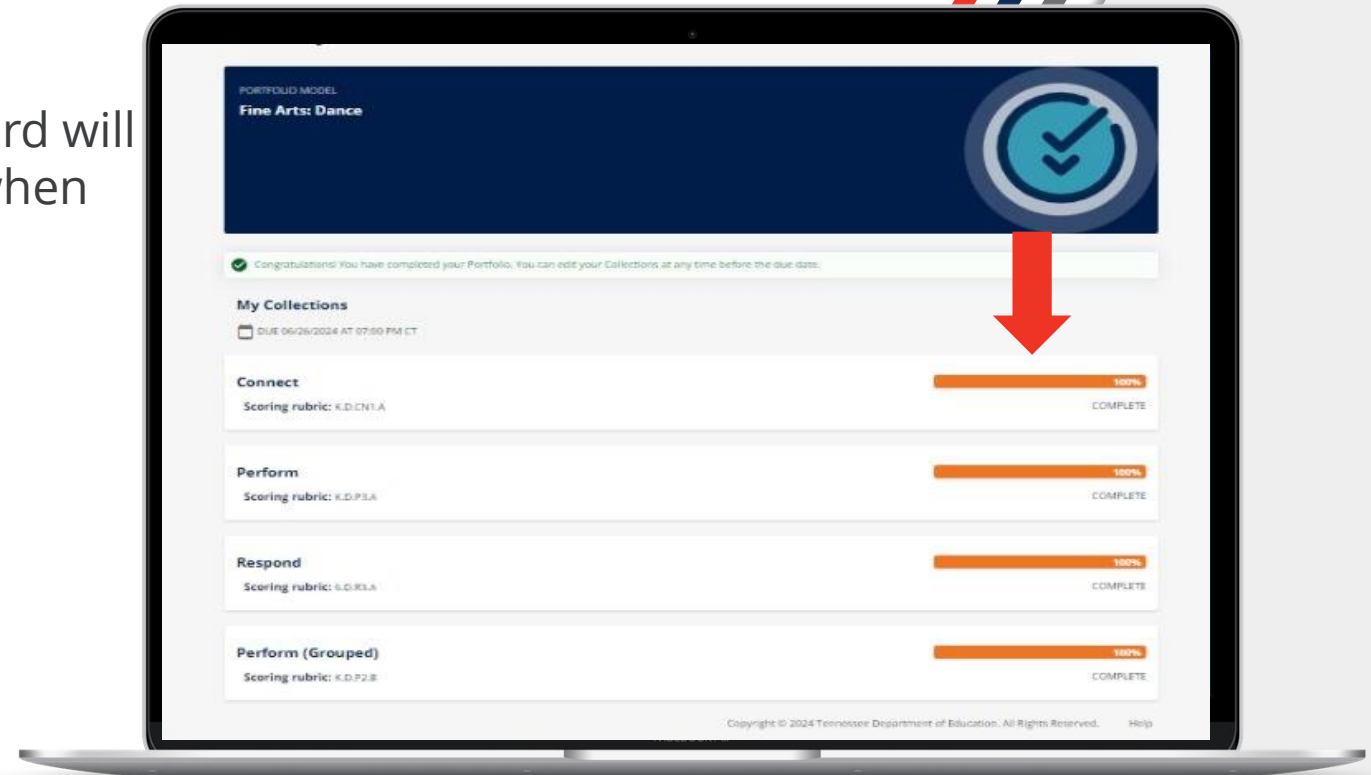 rd will
when
PORTFOLIO MODEL
Fine Arts: Dance
Congratulations! You have completed your Portfolio. You can edit your Collections at any time before the due date.
My Collections
DUE 06/26/2024 AT 07:00 PM CT
Connect
100%
Scoring rubric: K.D.CN1.A
COMPLETE
Perform
100%
Scoring rubric: K.D.P3.A
COMPLETE
Respond
100%
Scoring rubric:
COMPLETE
Perform (Grouped)
100%
Scoring rubric: K.D.P2.B
COMPLETE
Copyright © 2024 Tennessee Department of Education. All Rights Reserved. Help